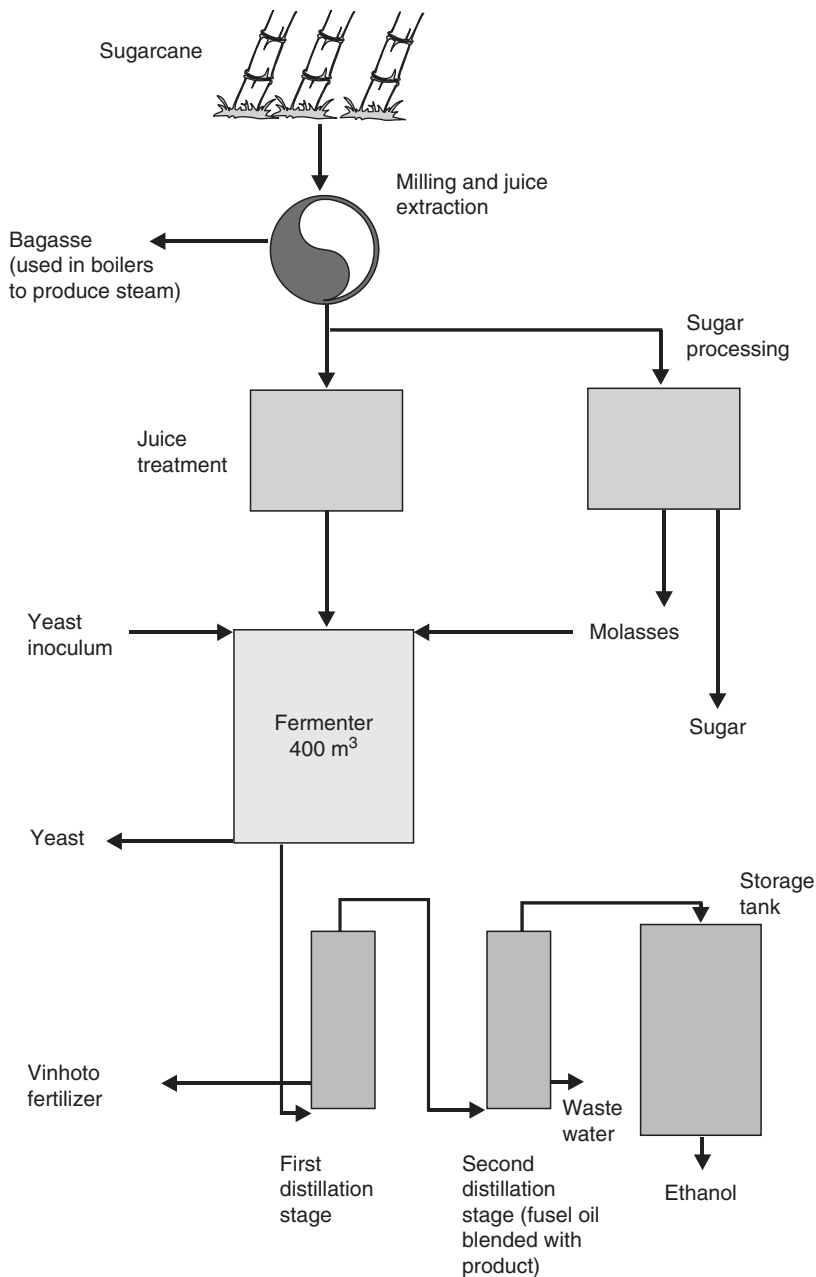 Sugarcane
Milling and juice
extraction
Bagasse
(used in boilers
to produce steam)
Sugar
processing
Juice
treatment
Yeast
inoculum
Molasses
Fermenter
400 m³
Sugar
Yeast
Storage
tank
Vinhoto
fertilizer
Waste
water
First
distillation
stage
Second
distillation
stage (fusel oil
blended with
product)
Ethanol